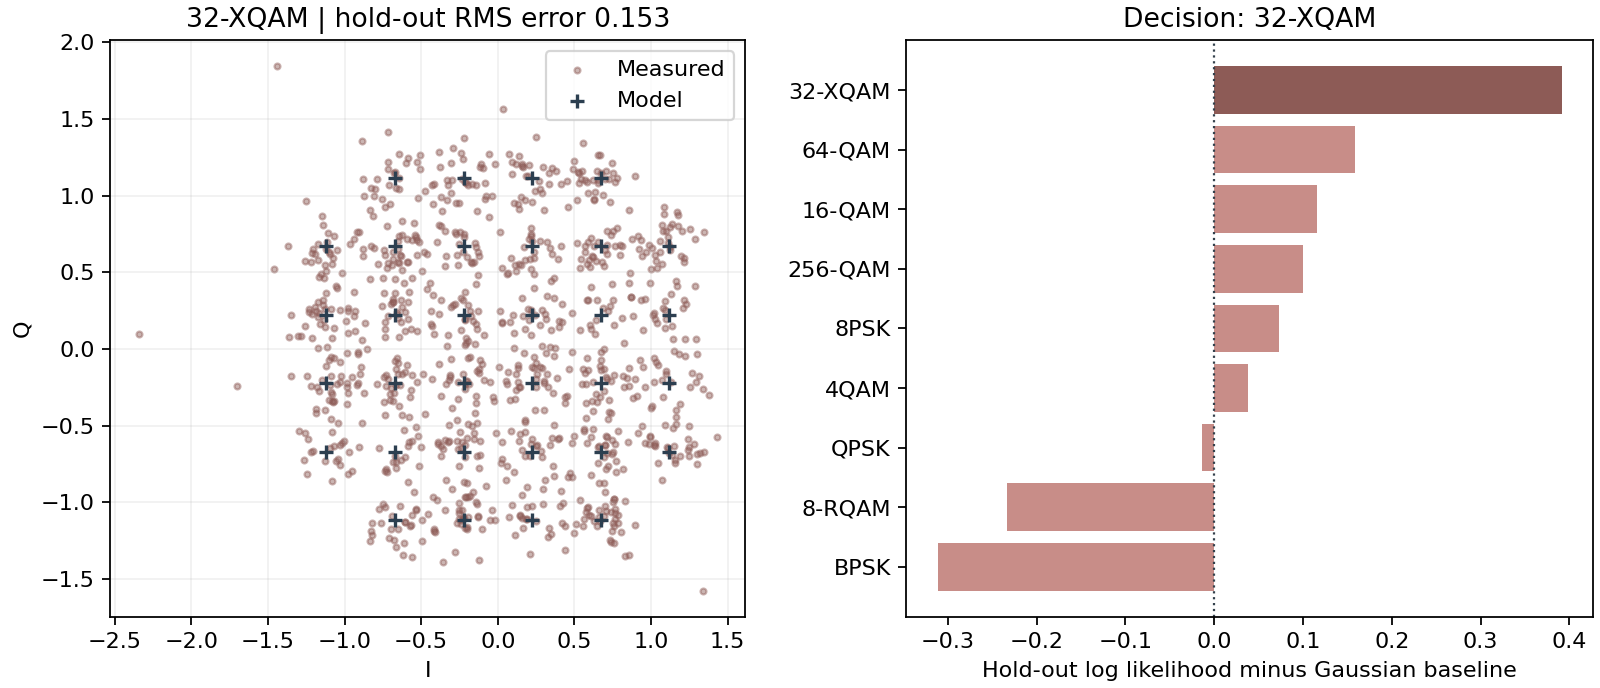 32-XQAM | hold-out RMS error 0.153
Measured
Model
2.0
1.5
1.0
0.5
0.0
−0.5
−1.0
−1.5
Q
−2.5 −2.0 −1.5 −1.0 −0.5 0.0 0.5 1.0 1.5
I
Decision: 32-XQAM
32-XQAM
64-QAM
16-QAM
256-QAM
8PSK
4QAM
QPSK
8-RQAM
BPSK
−0.3 −0.2 −0.1 0.0 0.1 0.2 0.3 0.4
Hold-out log likelihood minus Gaussian baseline